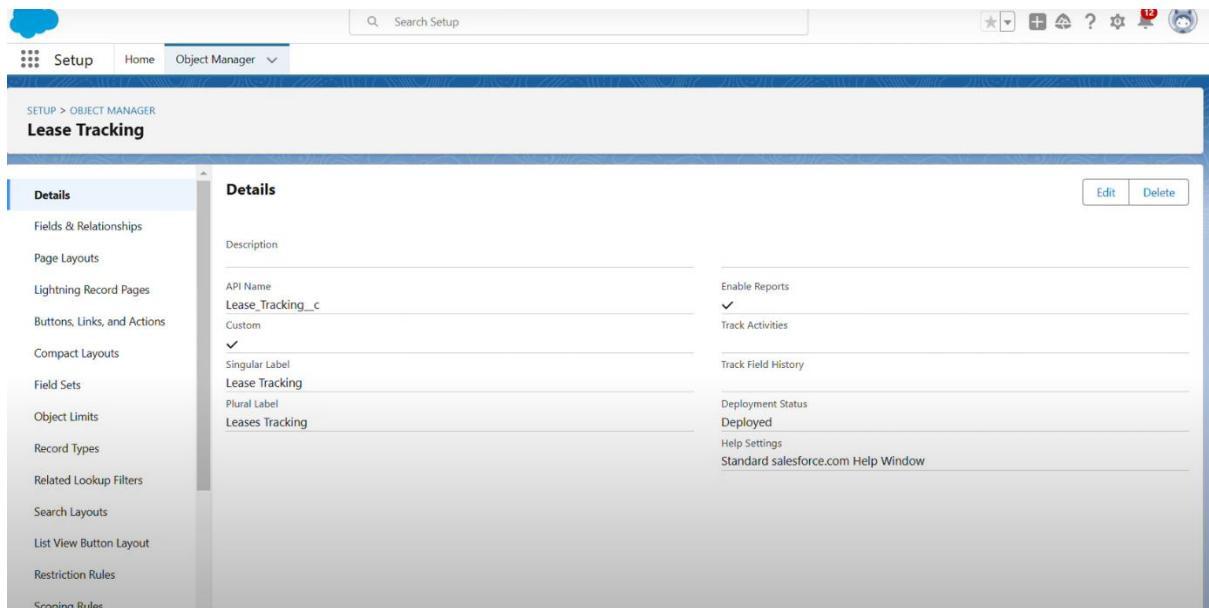 Search Setup
12
Setup
Home
Object Manager
SETUP > OBJECT MANAGER
Lease Tracking
Details
Fields & Relationships
Page Layouts
Lightning Record Pages
Buttons, Links, and Actions
Compact Layouts
Field Sets
Object Limits
Record Types
Related Lookup Filters
Search Layouts
List View Button Layout
Restriction Rules
Scoping Rules
Details
Edit
Delete
Description
API Name
Lease_Tracking__c
Custom
Singular Label
Lease Tracking
Plural Label
Leases Tracking
Enable Reports
Track Activities
Track Field History
Deployment Status
Deployed
Help Settings
Standard salesforce.com Help Window